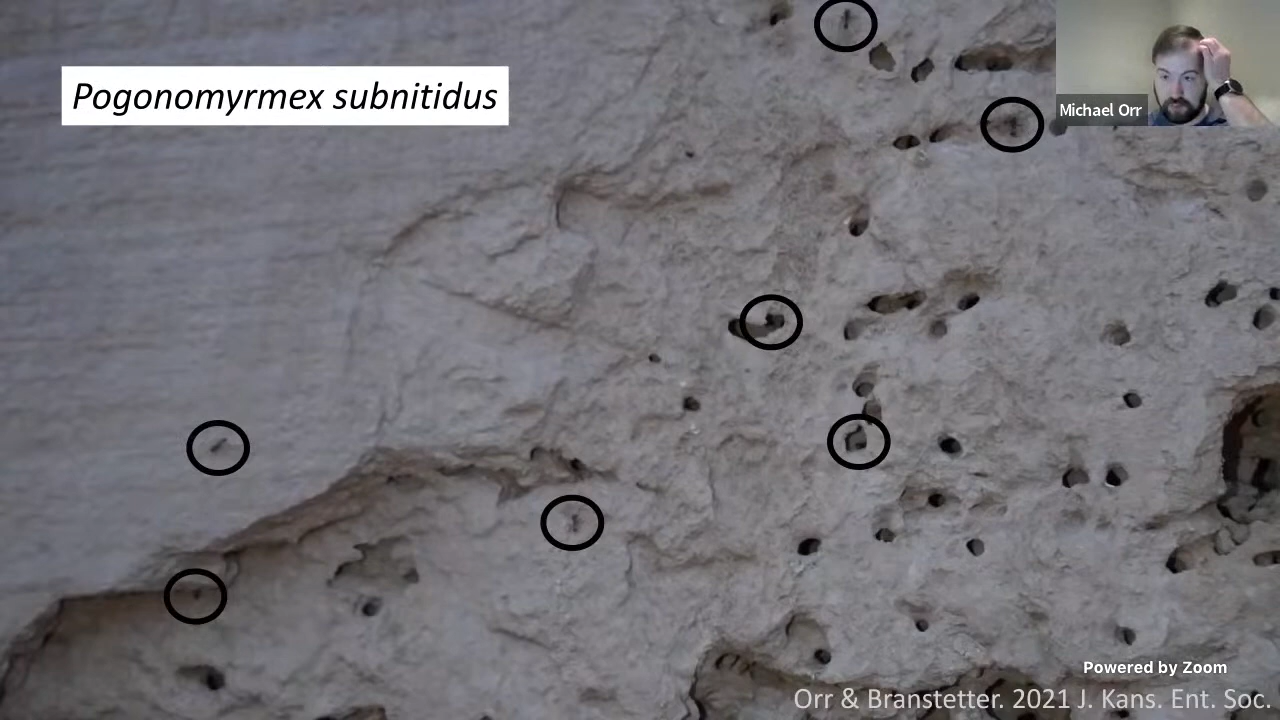 Pogonomyrmex subnitidus
Michael Orr
Powered by Zoom
Orr & Branstetter. 2021 J. Kans. Ent. Soc.